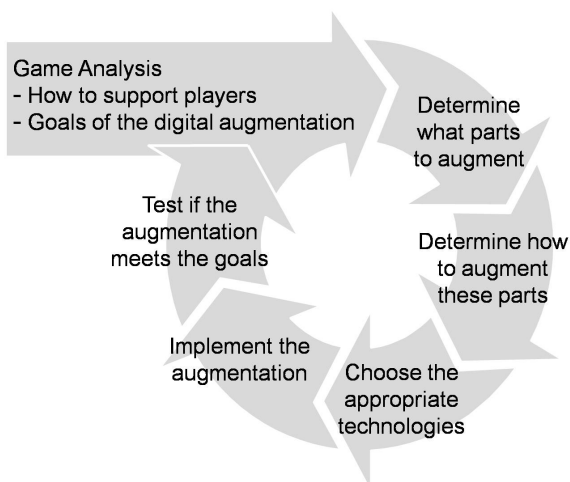 Game Analysis
- How to support players
- Goals of the digital augmentation
Determine
what parts
to augment
Determine how
to augment
these parts
Choose the
appropriate
technologies
Implement the
augmentation
Test if the
augmentation
meets the goals